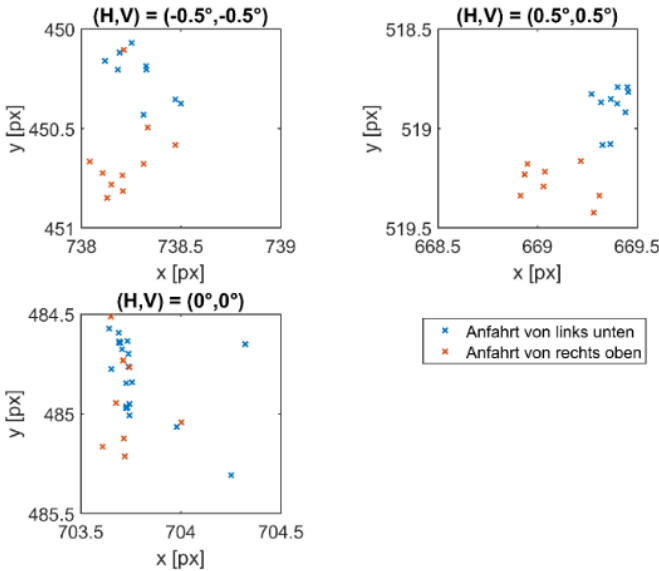 (H,V) = (-0.5°,-0.5°)
450
450.5
451
y [px]
738
738.5
739
x [px]
(H,V) = (0.5°,0.5°)
518.5
519
519.5
y [px]
668.5
669
669.5
x [px]
(H,V) = (0°,0°)
484.5
485
485.5
y [px]
703.5
704
704.5
x [px]
Anfahrt von links unten
Anfahrt von rechts oben